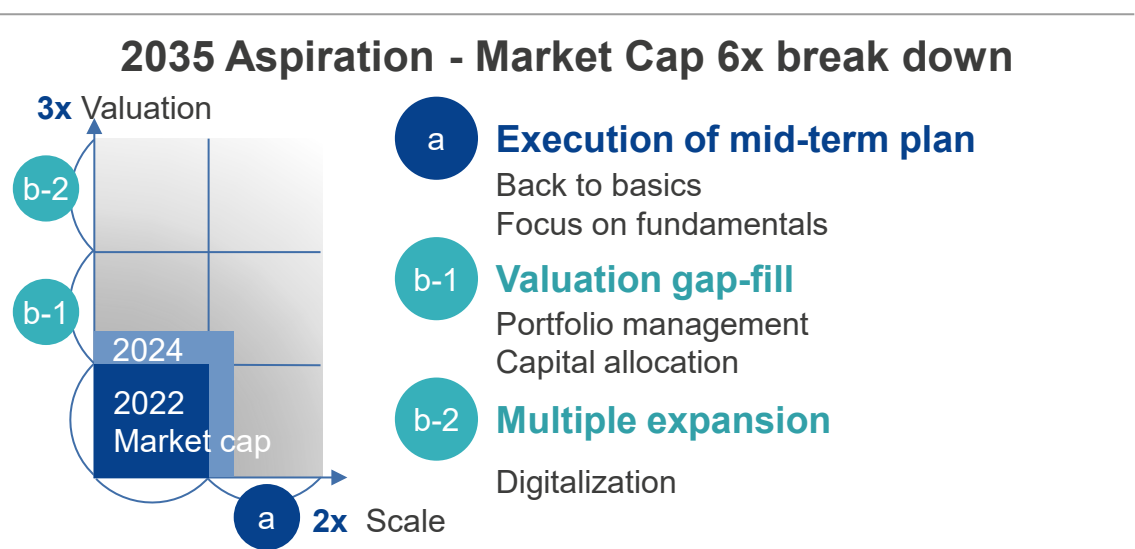 2035 Aspiration - Market Cap 6x break down
3x Valuation
b-2
b-1
2024
2022
Market cap
a
2x Scale
a
Execution of mid-term plan
Back to basics
Focus on fundamentals
b-1
Valuation gap-fill
Portfolio management
Capital allocation
b-2
Multiple expansion
Digitalization